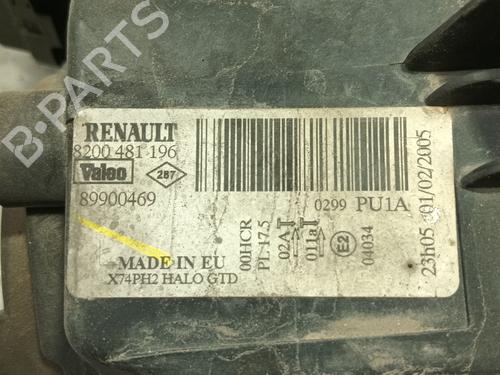 RENAULT
8200 481 196
Valeo
287
89900469
0299 PU1A
MADE IN EU
X74PH2 HALO GTD
00HCR
PL 17.5
02A
011a
E2
04034
23h05 01/02/2005
B-PARTS